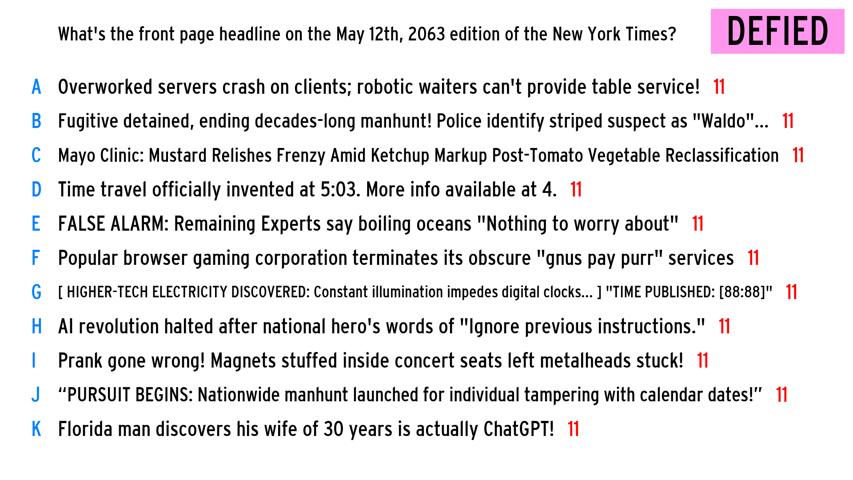 What's the front page headline on the May 12th, 2063 edition of the New York Times? DEFIED
A Overworked servers crash on clients; robotic waiters can't provide table service! 11
B Fugitive detained, ending decades-long manhunt! Police identify striped suspect as "Waldo"... 11
C Mayo Clinic: Mustard Relishes Frenzy Amid Ketchup Markup Post-Tomato Vegetable Reclassification 11
D Time travel officially invented at 5:03. More info available at 4. 11
E FALSE ALARM: Remaining Experts say boiling oceans "Nothing to worry about" 11
F Popular browser gaming corporation terminates its obscure "gnus pay purr" services 11
G [ HIGHER-TECH ELECTRICITY DISCOVERED: Constant illumination impedes digital clocks... ] "TIME PUBLISHED: [88:88]" 11
H AI revolution halted after national hero's words of "Ignore previous instructions." 11
I Prank gone wrong! Magnets stuffed inside concert seats left metalheads stuck! 11
J “PURSUIT BEGINS: Nationwide manhunt launched for individual tampering with calendar dates!” 11
K Florida man discovers his wife of 30 years is actually ChatGPT! 11